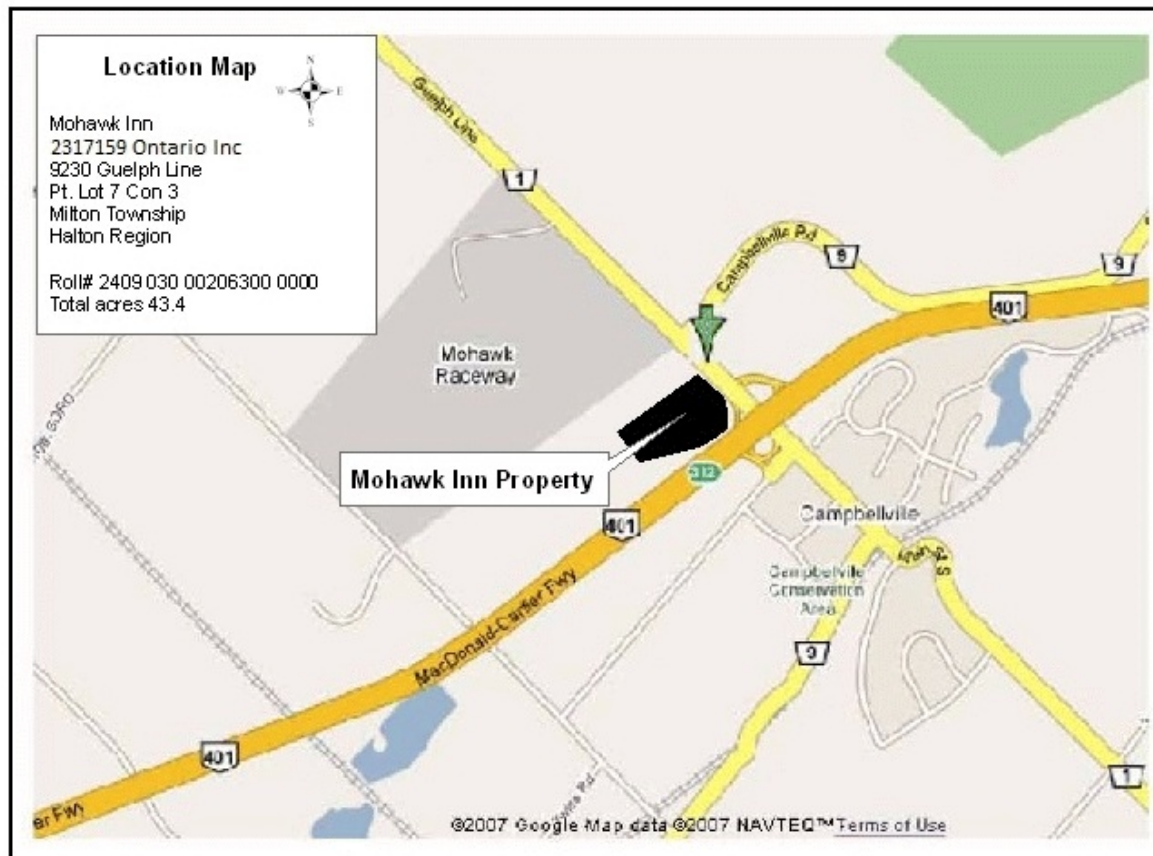 Location Map
N
W E
S
Mohawk Inn
2317159 Ontario Inc
9230 Guelph Line
Pt. Lot 7 Con 3
Milton Township
Halton Region
Roll# 2409 030 00206300 0000
Total acres 43.4
Guelph Line
1
Campbellville Rd
9
401
Mohawk
Raceway
Mohawk Inn Property
312
401
Campbellville
Campbellville
Conservation
Area
MacDonald-Cartier Fwy
9
401
1
er Fwy
©2007 Google Map data ©2007 NAVTEQ™ Terms of Use